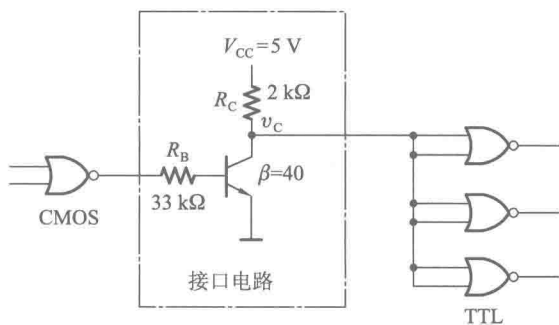 V_CC = 5 V
R_C 2 kΩ
v_C
R_B
β=40
33 kΩ
CMOS
接口电路
TTL